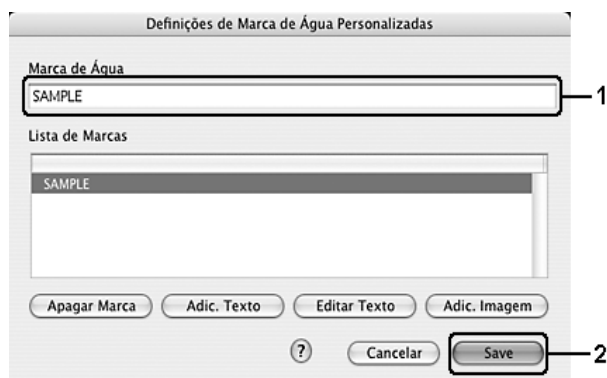 Definições de Marca de Água Personalizadas
Marca de Água
SAMPLE
1
Lista de Marcas
SAMPLE
Apagar Marca Adic. Texto Editar Texto Adic. Imagem
? Cancelar Save 2